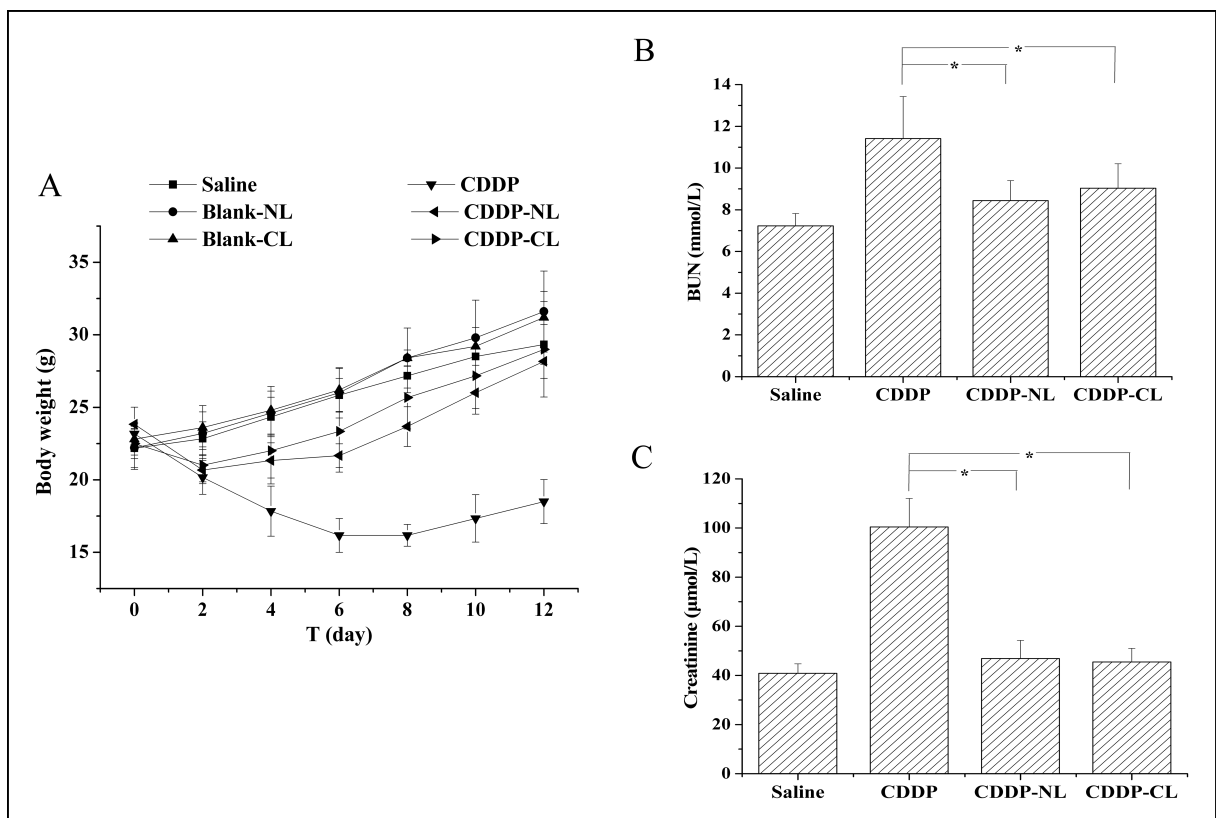 A
Saline
CDDP
Blank-NL
CDDP-NL
Blank-CL
CDDP-CL
37.5
35
30
25
20
15
Body weight (g)
0 2 4 6 8 10 12
T (day)
B
*
*
14
12
10
8
6
4
2
0
BUN (mmol/L)
Saline CDDP CDDP-NL CDDP-CL
C
*
*
120
100
80
60
40
20
0
Creatinine (μmol/L)
Saline CDDP CDDP-NL CDDP-CL